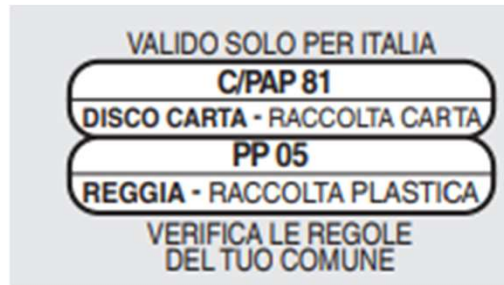 VALIDO SOLO PER ITALIA
C/PAP 81
DISCO CARTA - RACCOLTA CARTA
PP 05
REGGIA - RACCOLTA PLASTICA
VERIFICA LE REGOLE
DEL TUO COMUNE